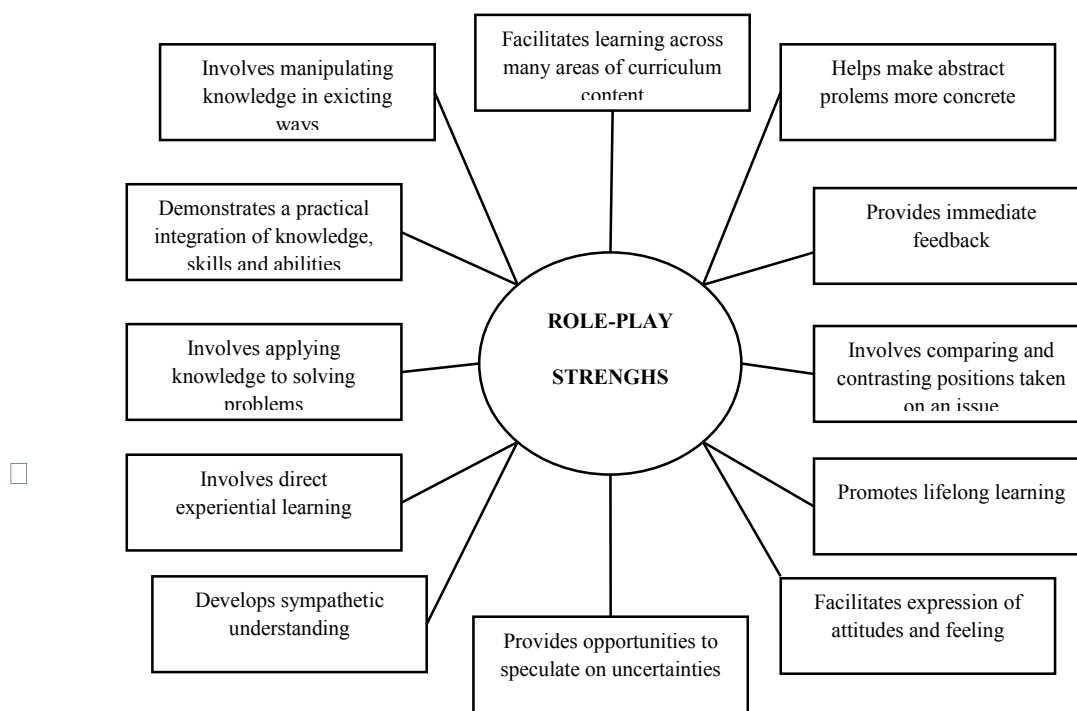 Facilitates learning across
many areas of curriculum
content
Involves manipulating
knowledge in exicting
ways
Helps make abstract
prolems more concrete
Demonstrates a practical
integration of knowledge,
skills and abilities
Provides immediate
feedback
ROLE-PLAY
STRENGHS
Involves applying
knowledge to solving
problems
Involves comparing and
contrasting positions taken
on an issue
Involves direct
experiential learning
Promotes lifelong learning
Develops sympathetic
understanding
Provides opportunities to
speculate on uncertainties
Facilitates expression of
attitudes and feeling